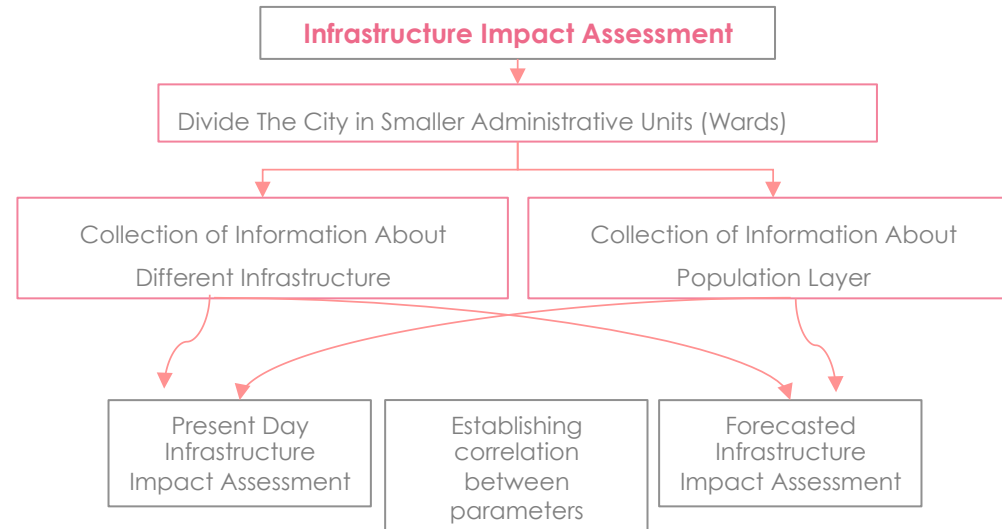 Infrastructure Impact Assessment
Divide The City in Smaller Administrative Units (Wards)
Collection of Information About
Different Infrastructure
Collection of Information About
Population Layer
Present Day
Infrastructure
Impact Assessment
Establishing
correlation
between
parameters
Forecasted
Infrastructure
Impact Assessment